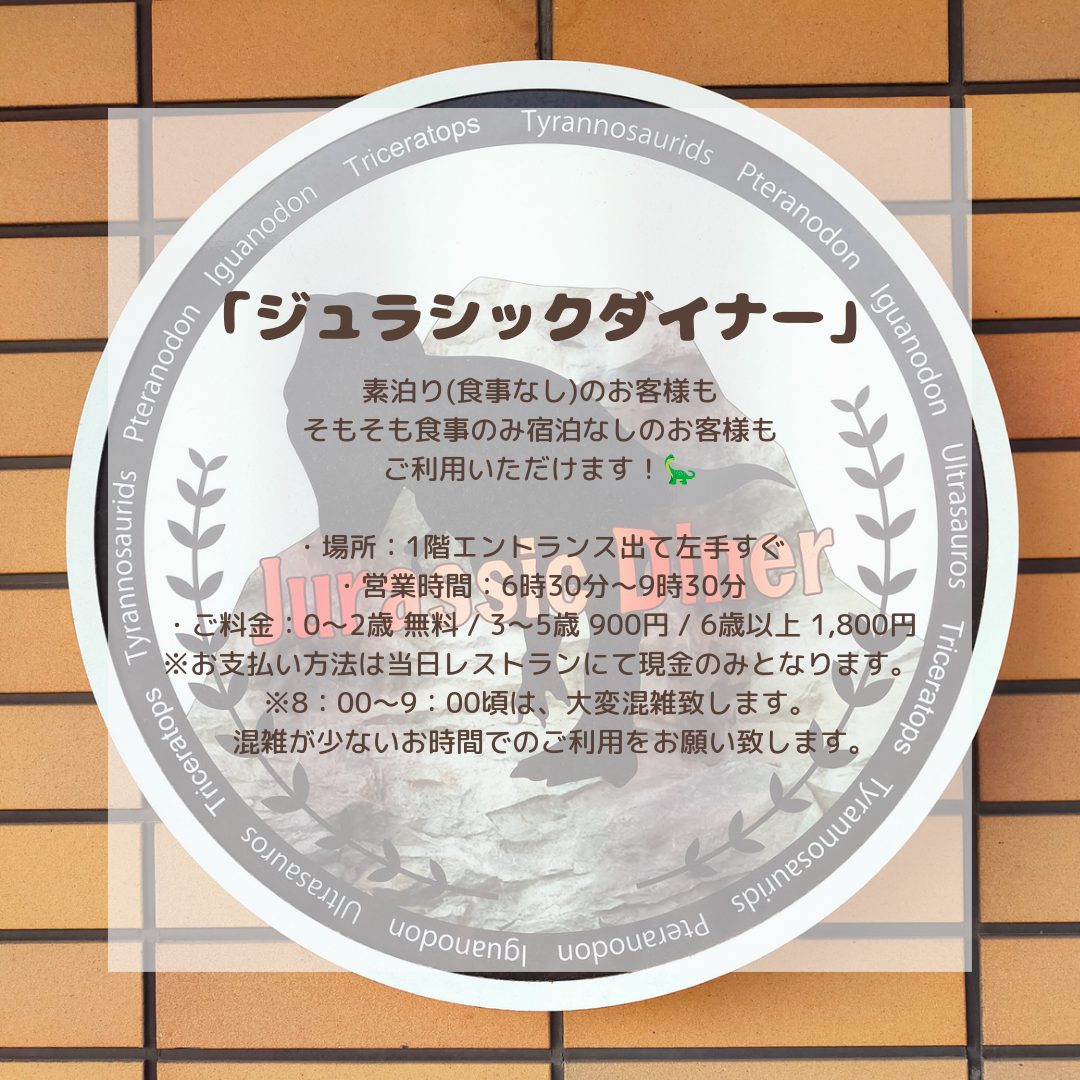 「ジュラシックダイナー」
素泊り(食事なし)のお客様も
そもそも食事のみ宿泊なしのお客様も
ご利用いただけます！🦕
・場所：1階エントランス出て左手すぐ
・営業時間：6時30分〜9時30分
・ご料金：0〜2歳 無料 / 3〜5歳 900円 / 6歳以上 1,800円
※お支払い方法は当日レストランにて現金のみとなります。
※8：00〜9：00頃は、大変混雑致します。
混雑が少ないお時間でのご利用をお願い致します。
Jurassic Diner
Triceratops Tyrannosaurids Pteranodon Iguanodon Ultrasauros Triceratops Tyrannosaurids Pteranodon Iguanodon Ultrasauros Triceratops Tyrannosaurids Pteranodon Iguanodon